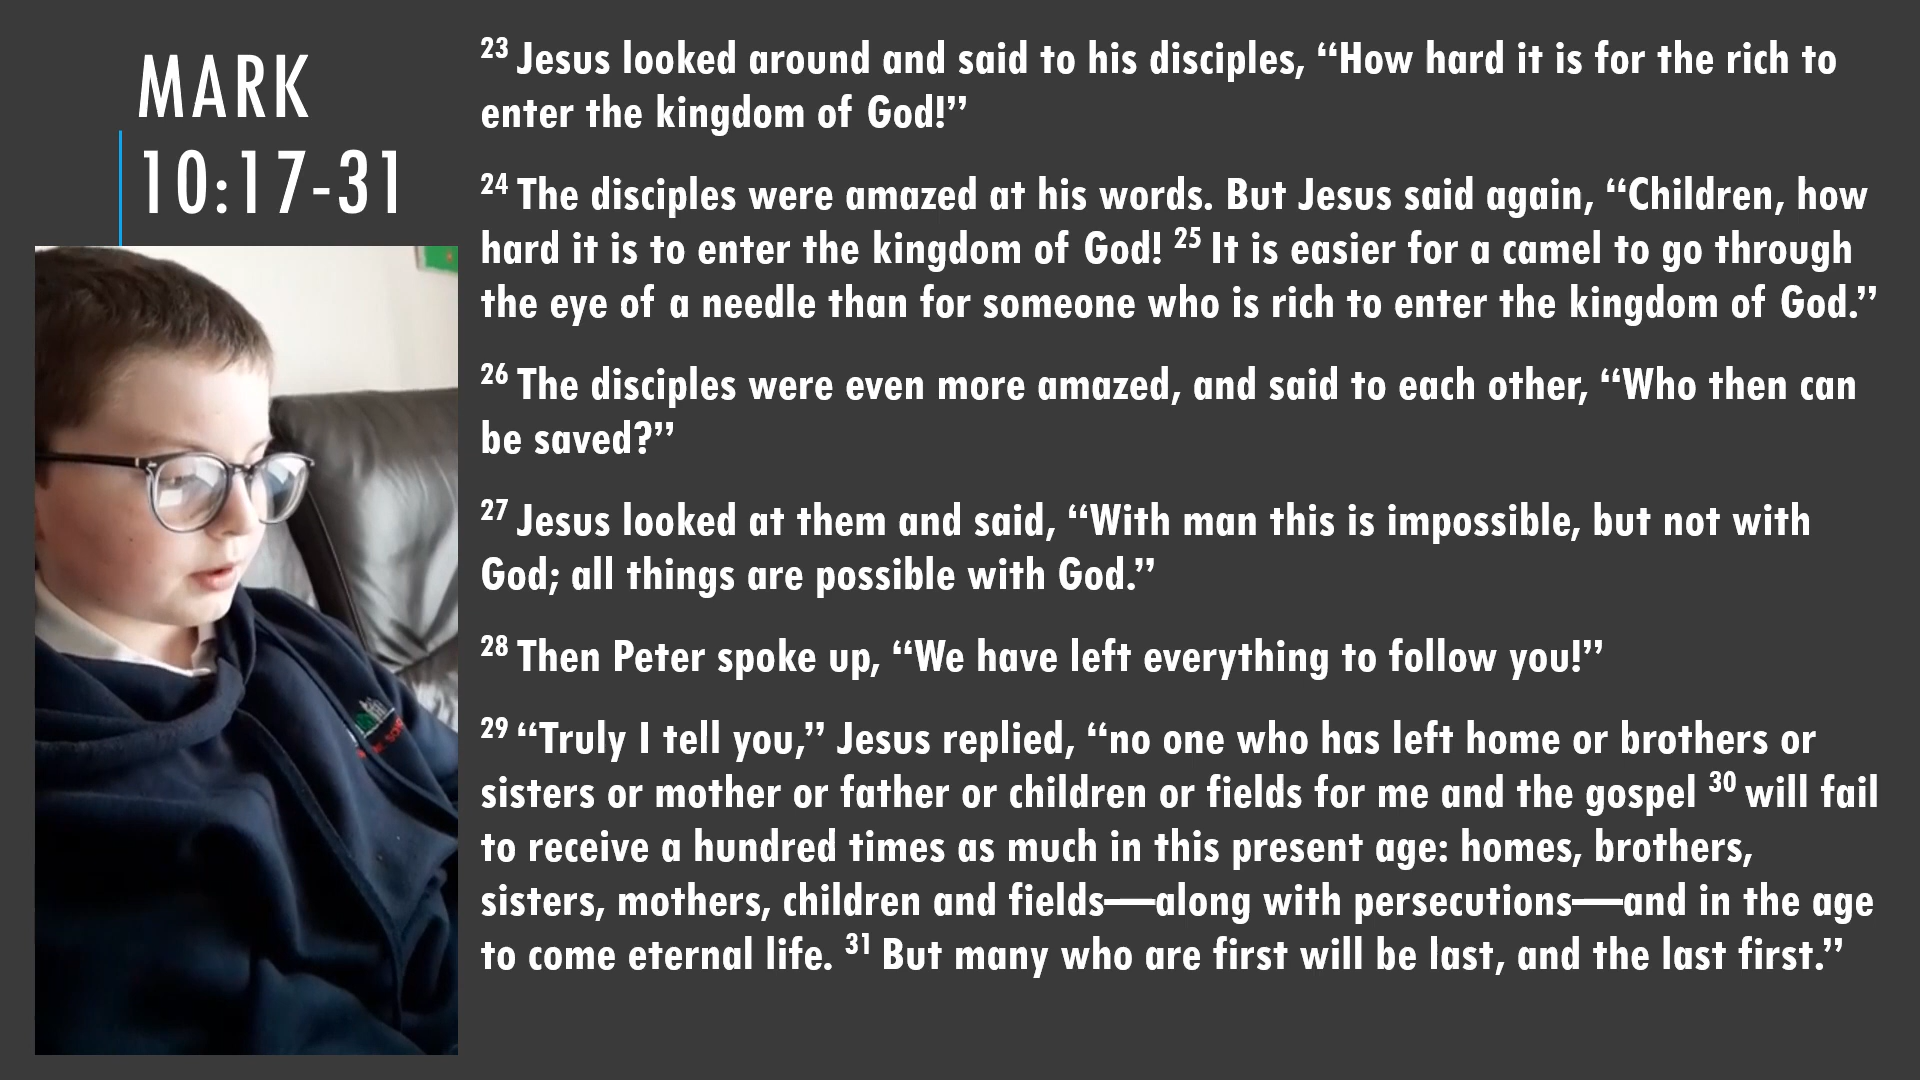 MARK
10:17-31
23 Jesus looked around and said to his disciples, “How hard it is for the rich to
enter the kingdom of God!”
24 The disciples were amazed at his words. But Jesus said again, “Children, how
hard it is to enter the kingdom of God! 25 It is easier for a camel to go through
the eye of a needle than for someone who is rich to enter the kingdom of God.”
26 The disciples were even more amazed, and said to each other, “Who then can
be saved?”
27 Jesus looked at them and said, “With man this is impossible, but not with
God; all things are possible with God.”
28 Then Peter spoke up, “We have left everything to follow you!”
29 “Truly I tell you,” Jesus replied, “no one who has left home or brothers or
sisters or mother or father or children or fields for me and the gospel 30 will fail
to receive a hundred times as much in this present age: homes, brothers,
sisters, mothers, children and fields—along with persecutions—and in the age
to come eternal life. 31 But many who are first will be last, and the last first.”